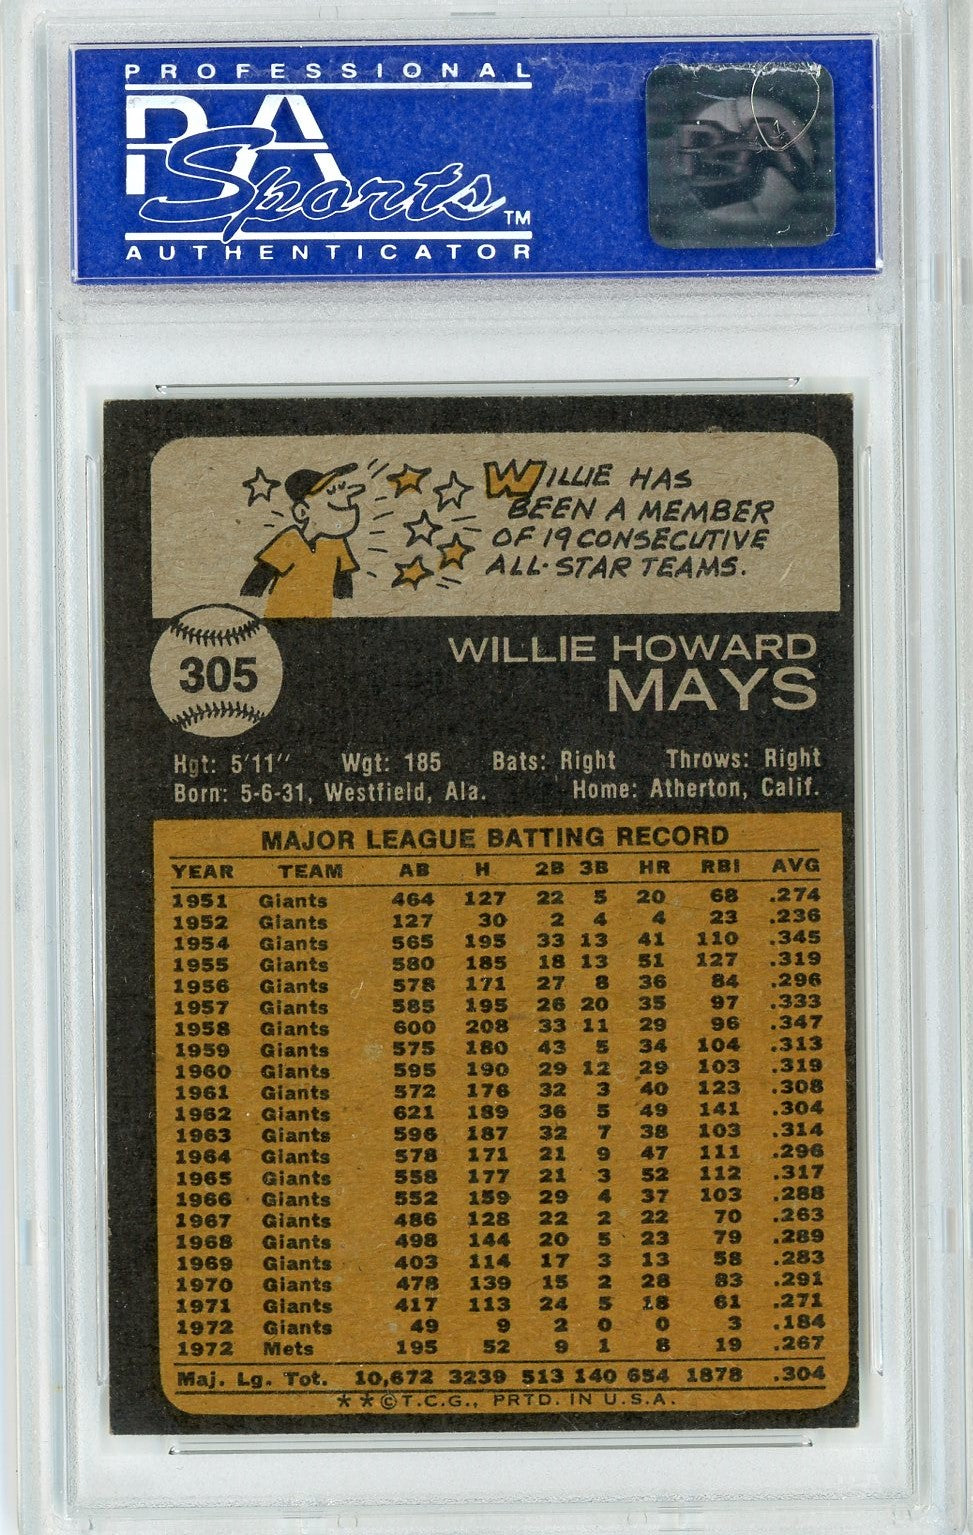 PROFESSIONAL
PSA
Sports™
AUTHENTICATOR
WILLIE HAS
BEEN A MEMBER
OF 19 CONSECUTIVE
ALL-STAR TEAMS.
305
WILLIE HOWARD
MAYS
Hgt: 5'11" Wgt: 185 Bats: Right Throws: Right
Born: 5-6-31, Westfield, Ala. Home: Atherton, Calif.
MAJOR LEAGUE BATTING RECORD
YEAR TEAM AB H 2B 3B HR RBI AVG
1951 Giants 464 127 22 5 20 68 .274
1952 Giants 127 30 2 4 4 23 .236
1954 Giants 565 195 33 13 41 110 .345
1955 Giants 580 185 18 13 51 127 .319
1956 Giants 578 171 27 8 36 84 .296
1957 Giants 585 195 26 20 35 97 .333
1958 Giants 600 208 33 11 29 96 .347
1959 Giants 575 180 43 5 34 104 .313
1960 Giants 595 190 29 12 29 103 .319
1961 Giants 572 176 32 3 40 123 .308
1962 Giants 621 189 36 5 49 141 .304
1963 Giants 596 187 32 7 38 103 .314
1964 Giants 578 171 21 9 47 111 .296
1965 Giants 558 177 21 3 52 112 .317
1966 Giants 552 159 29 4 37 103 .288
1967 Giants 486 128 22 2 22 70 .263
1968 Giants 498 144 20 5 23 79 .289
1969 Giants 403 114 17 3 13 58 .283
1970 Giants 478 139 15 2 28 83 .291
1971 Giants 417 113 24 5 18 61 .271
1972 Giants 49 9 2 0 0 3 .184
1972 Mets 195 52 9 1 8 19 .267
Maj. Lg. Tot. 10,672 3239 513 140 654 1878 .304
**©T.C.G., PRTD. IN U.S.A.